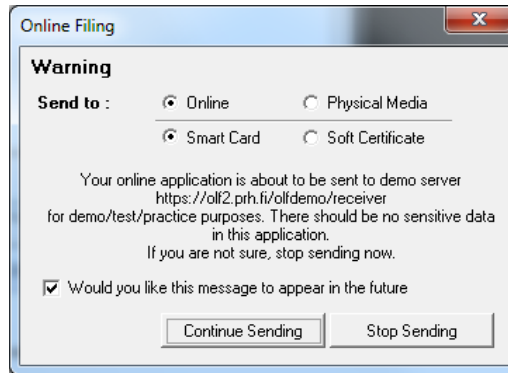 Online Filing
Warning
Send to : Online Physical Media
Smart Card Soft Certificate
Your online application is about to be sent to demo server
https://olf2.prh.fi/olfdemo/receiver
for demo/test/practice purposes. There should be no sensitive data
in this application.
If you are not sure, stop sending now.
Would you like this message to appear in the future
Continue Sending Stop Sending